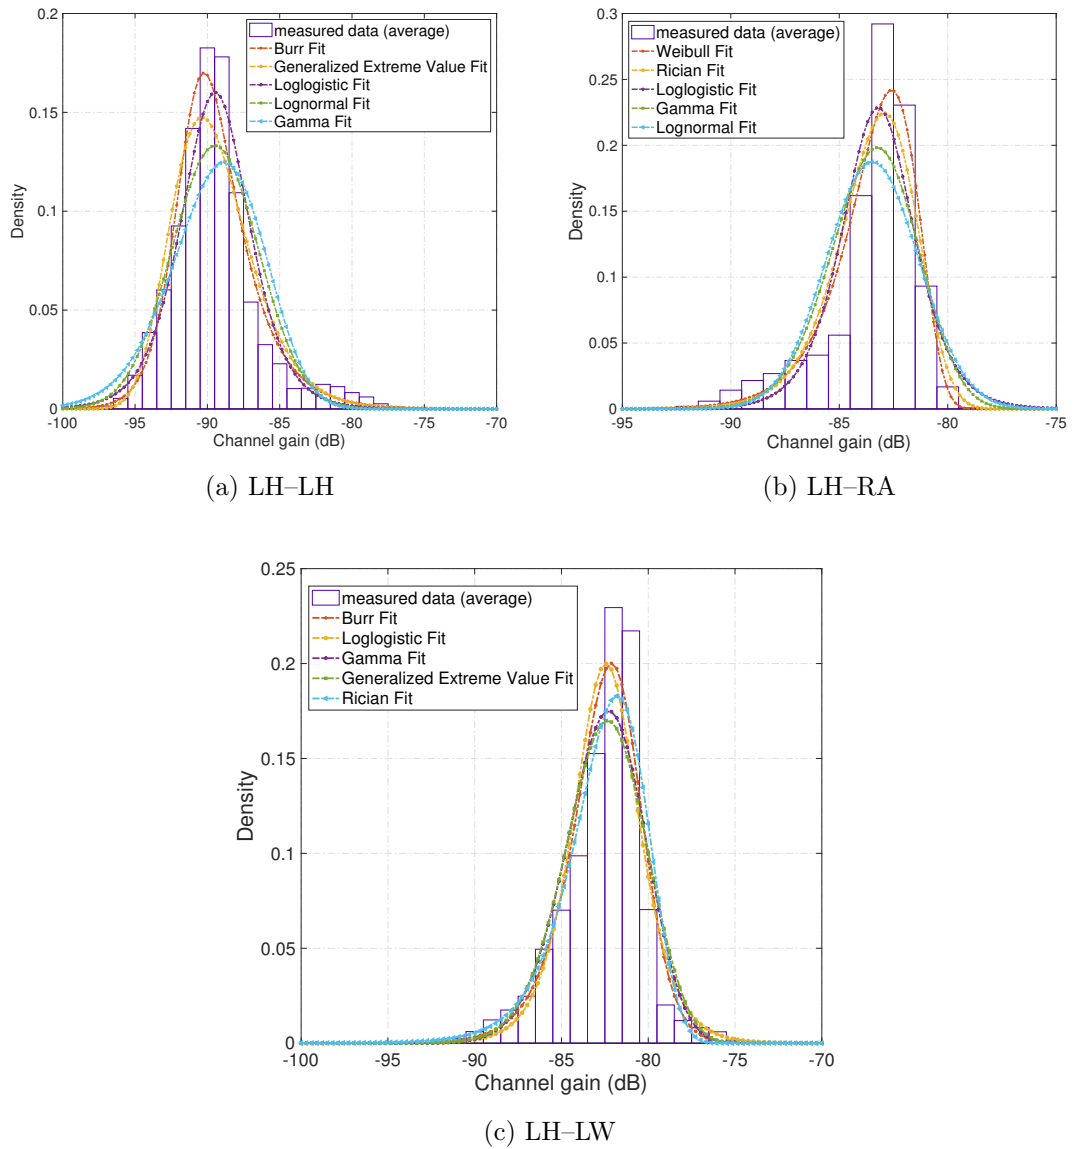 0.2
0.15
0.1
0.05
0
Density
measured data (average)
Burr Fit
Generalized Extreme Value Fit
Loglogistic Fit
Lognormal Fit
Gamma Fit
-100 -95 -90 -85 -80 -75 -70
Channel gain (dB)
(a) LH–LH
0.3
0.25
0.2
0.15
0.1
0.05
0
Density
measured data (average)
Weibull Fit
Rician Fit
Loglogistic Fit
Gamma Fit
Lognormal Fit
-95 -90 -85 -80 -75
Channel gain (dB)
(b) LH–RA
0.25
0.2
0.15
0.1
0.05
0
Density
measured data (average)
Burr Fit
Loglogistic Fit
Gamma Fit
Generalized Extreme Value Fit
Rician Fit
-100 -95 -90 -85 -80 -75 -70
Channel gain (dB)
(c) LH–LW